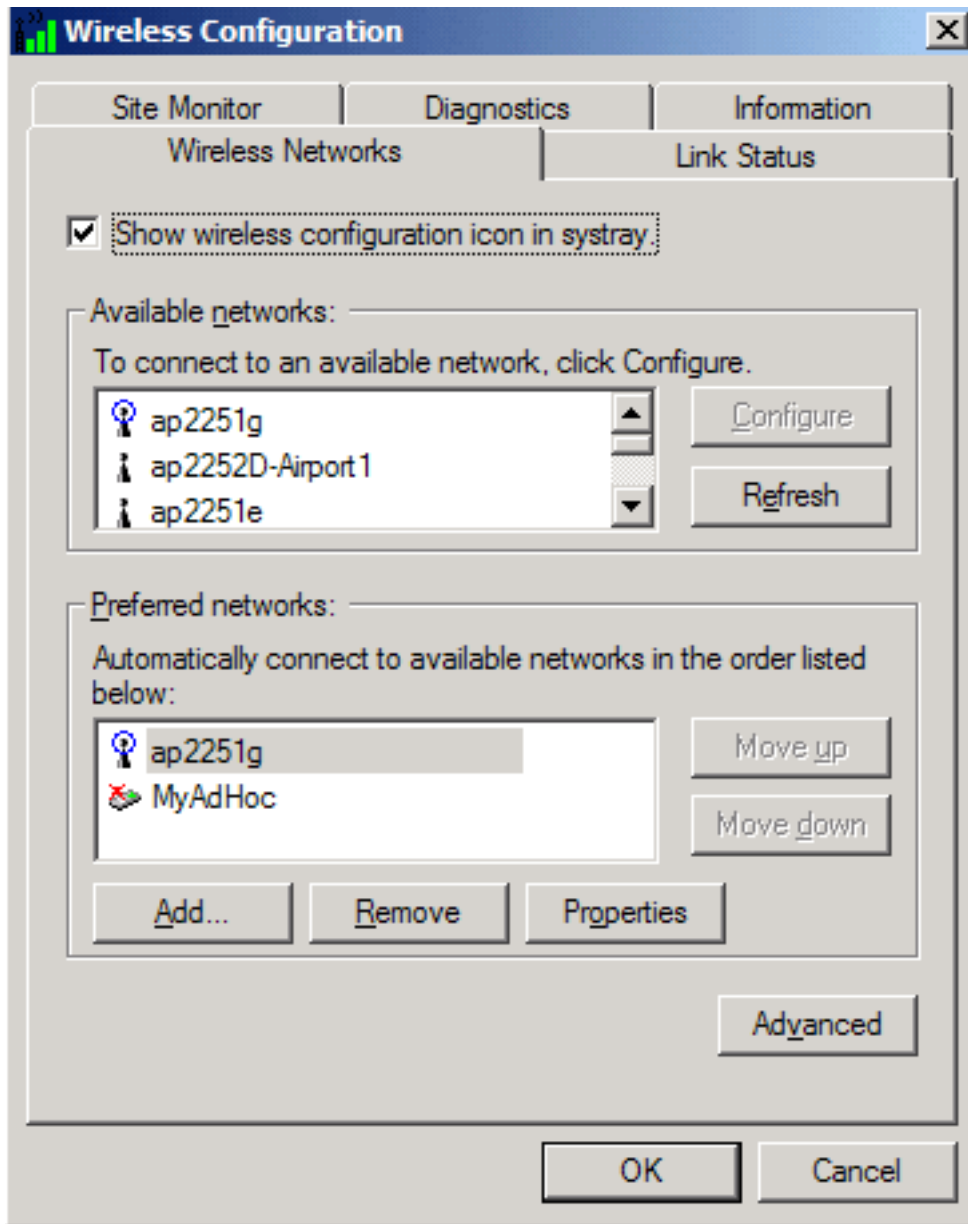 Wireless Configuration
Site Monitor
Diagnostics
Information
Wireless Networks
Link Status
Show wireless configuration icon in systray.
Available networks:
To connect to an available network, click Configure.
ap2251g
ap2252D-Airport1
ap2251e
Configure
Refresh
Preferred networks:
Automatically connect to available networks in the order listed
below:
ap2251g
MyAdHoc
Move up
Move down
Add...
Remove
Properties
Advanced
OK
Cancel